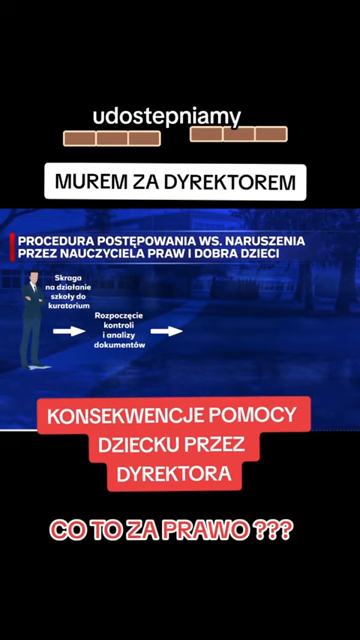 udostepniamy
MUREM ZA DYREKTOREM
PROCEDURA POSTĘPOWANIA WS. NARUSZENIA
PRZEZ NAUCZYCIELA PRAW I DOBRA DZIECI
Skraga
na działanie
szkoły do
kuratorium
Rozpoczęcie
kontroli
i analizy
dokumentów
KONSEKWENCJE POMOCY
DZIECKU PRZEZ
DYREKTORA
CO TO ZA PRAWO ???